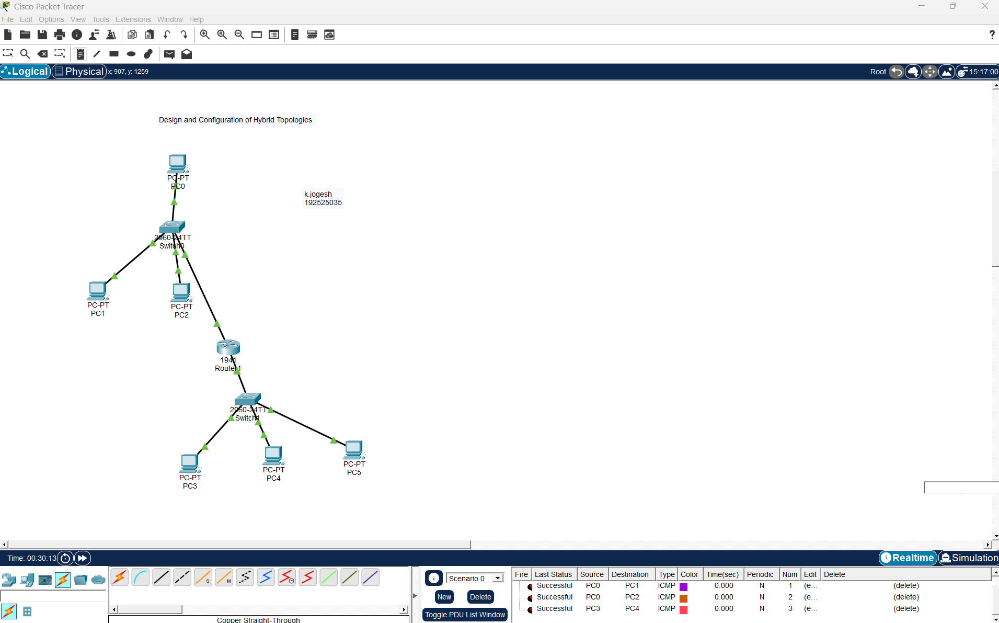 Cisco Packet Tracer
File Edit Options View Tools Extensions Window Help
?
Logical Physical x: 907, y: 1259 Root 15:17:00
Design and Configuration of Hybrid Topologies
PC-PT
PC0
k.jogesh
192525035
2960-24TT
Switch0
PC-PT
PC1
PC-PT
PC2
1941
Router1
2960-24TT
Switch1
PC-PT
PC3
PC-PT
PC4
PC-PT
PC5
Time: 00:30:13 Realtime Simulation
S M
Copper Straight-Through
Scenario 0
New Delete
Toggle PDU List Window
Fire Last Status Source Destination Type Color Time(sec) Periodic Num Edit Delete
Successful PC0 PC1 ICMP 0.000 N 1 (e... (delete)
Successful PC0 PC2 ICMP 0.000 N 2 (e... (delete)
Successful PC3 PC4 ICMP 0.000 N 3 (e... (delete)